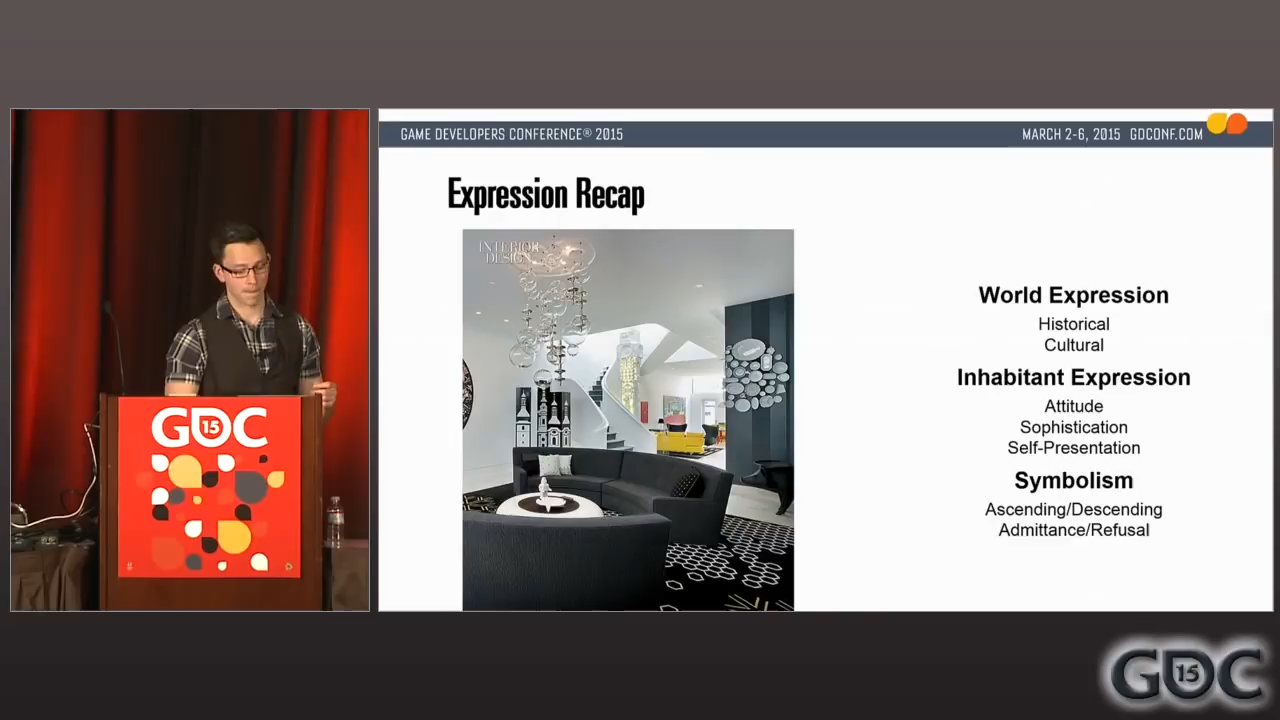 GAME DEVELOPERS CONFERENCE® 2015
MARCH 2-6, 2015 GDCONF.COM
Expression Recap
INTERIOR
DESIGN
World Expression
Historical
Cultural
Inhabitant Expression
Attitude
Sophistication
Self-Presentation
Symbolism
Ascending/Descending
Admittance/Refusal
GDC
15
GDC
15